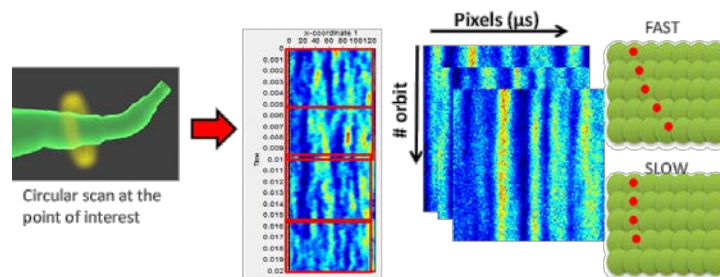 Circular scan at the
point of interest
x-coordinate 1
0 20 40 60 80 100 120
Time
0
0.001
0.002
0.003
0.004
0.005
0.006
0.007
0.008
0.009
0.01
0.011
0.012
0.013
0.014
0.015
0.016
0.017
0.018
0.019
0.02
Pixels (μs)
# orbit
FAST
SLOW